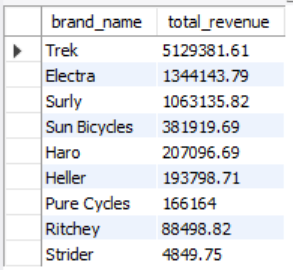 brand_name total_revenue
Trek 5129381.61
Electra 1344143.79
Surly 1063135.82
Sun Bicycles 381919.69
Haro 207096.69
Heller 193798.71
Pure Cycles 166164
Ritchey 88498.82
Strider 4849.75